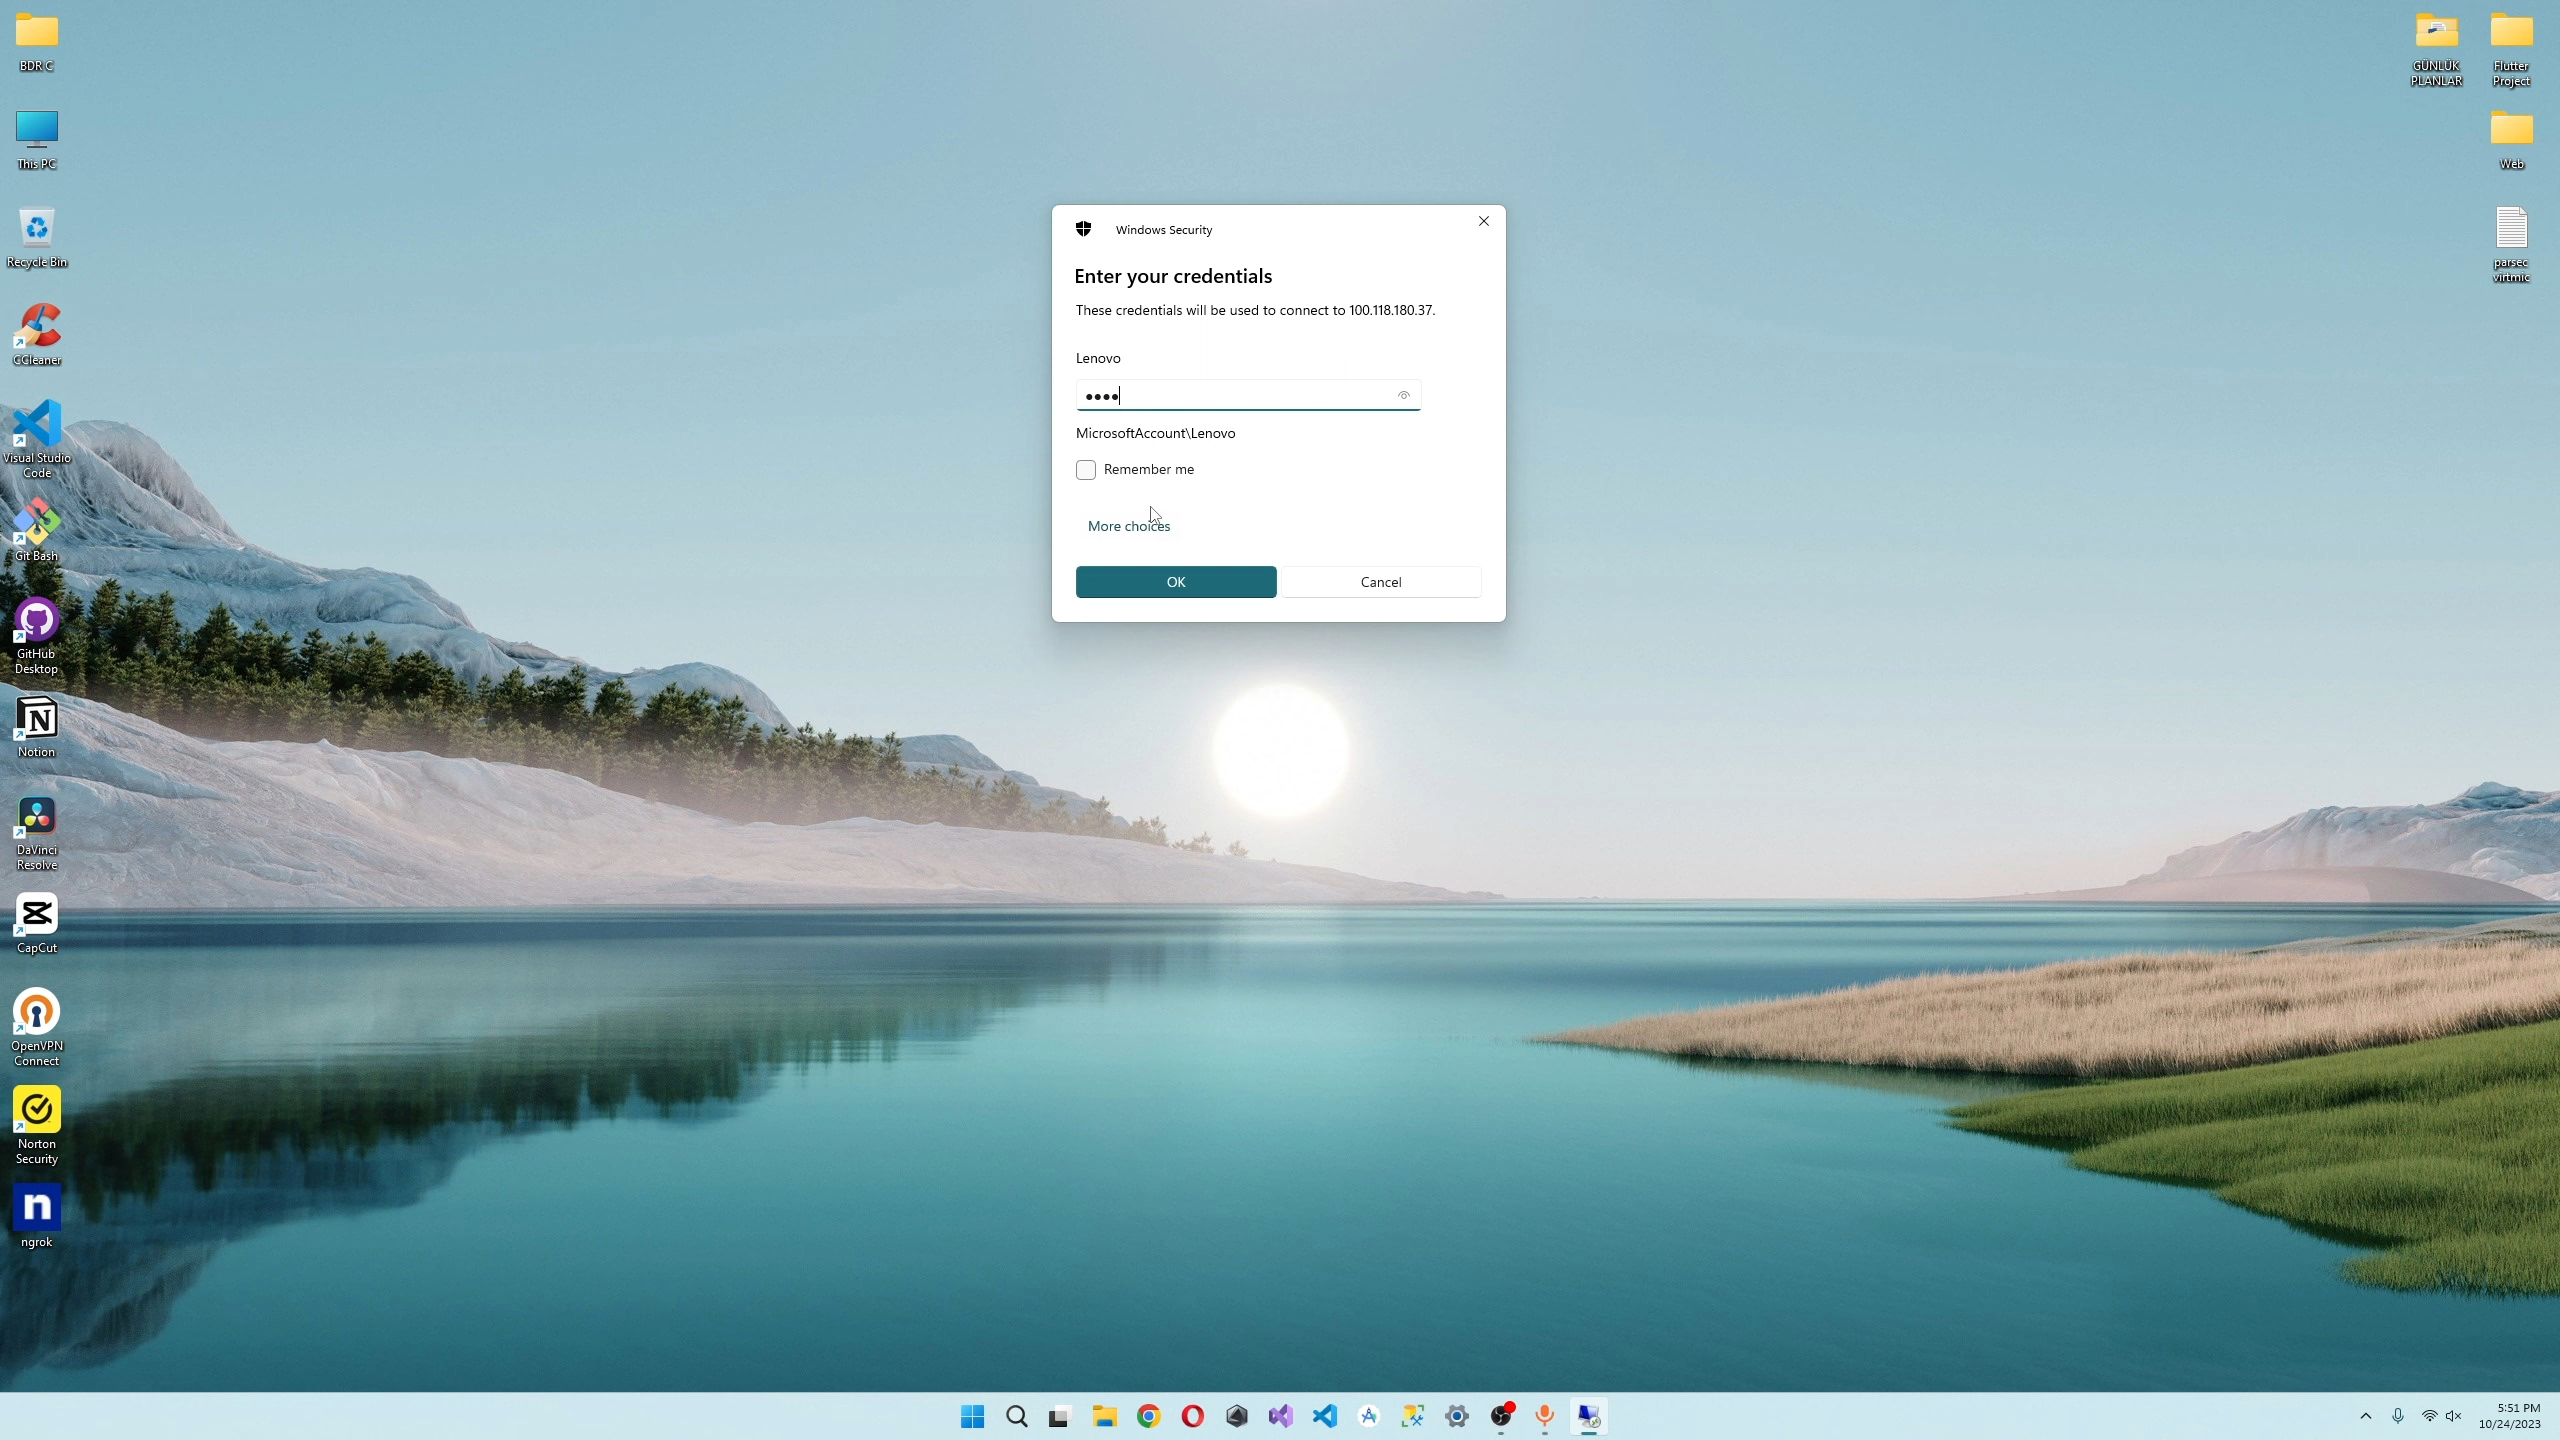 BDR C
This PC
Recycle Bin
CCleaner
Visual Studio
Code
Git Bash
GitHub
Desktop
Notion
DaVinci
Resolve
CapCut
OpenVPN
Connect
Norton
Security
ngrok
GÜNLÜK
PLANLAR
Flutter
Project
Web
parsec
virtmic
Windows Security
Enter your credentials
These credentials will be used to connect to 100.118.180.37.
Lenovo
MicrosoftAccount\Lenovo
Remember me
More choices
OK
Cancel
5:51 PM
10/24/2023